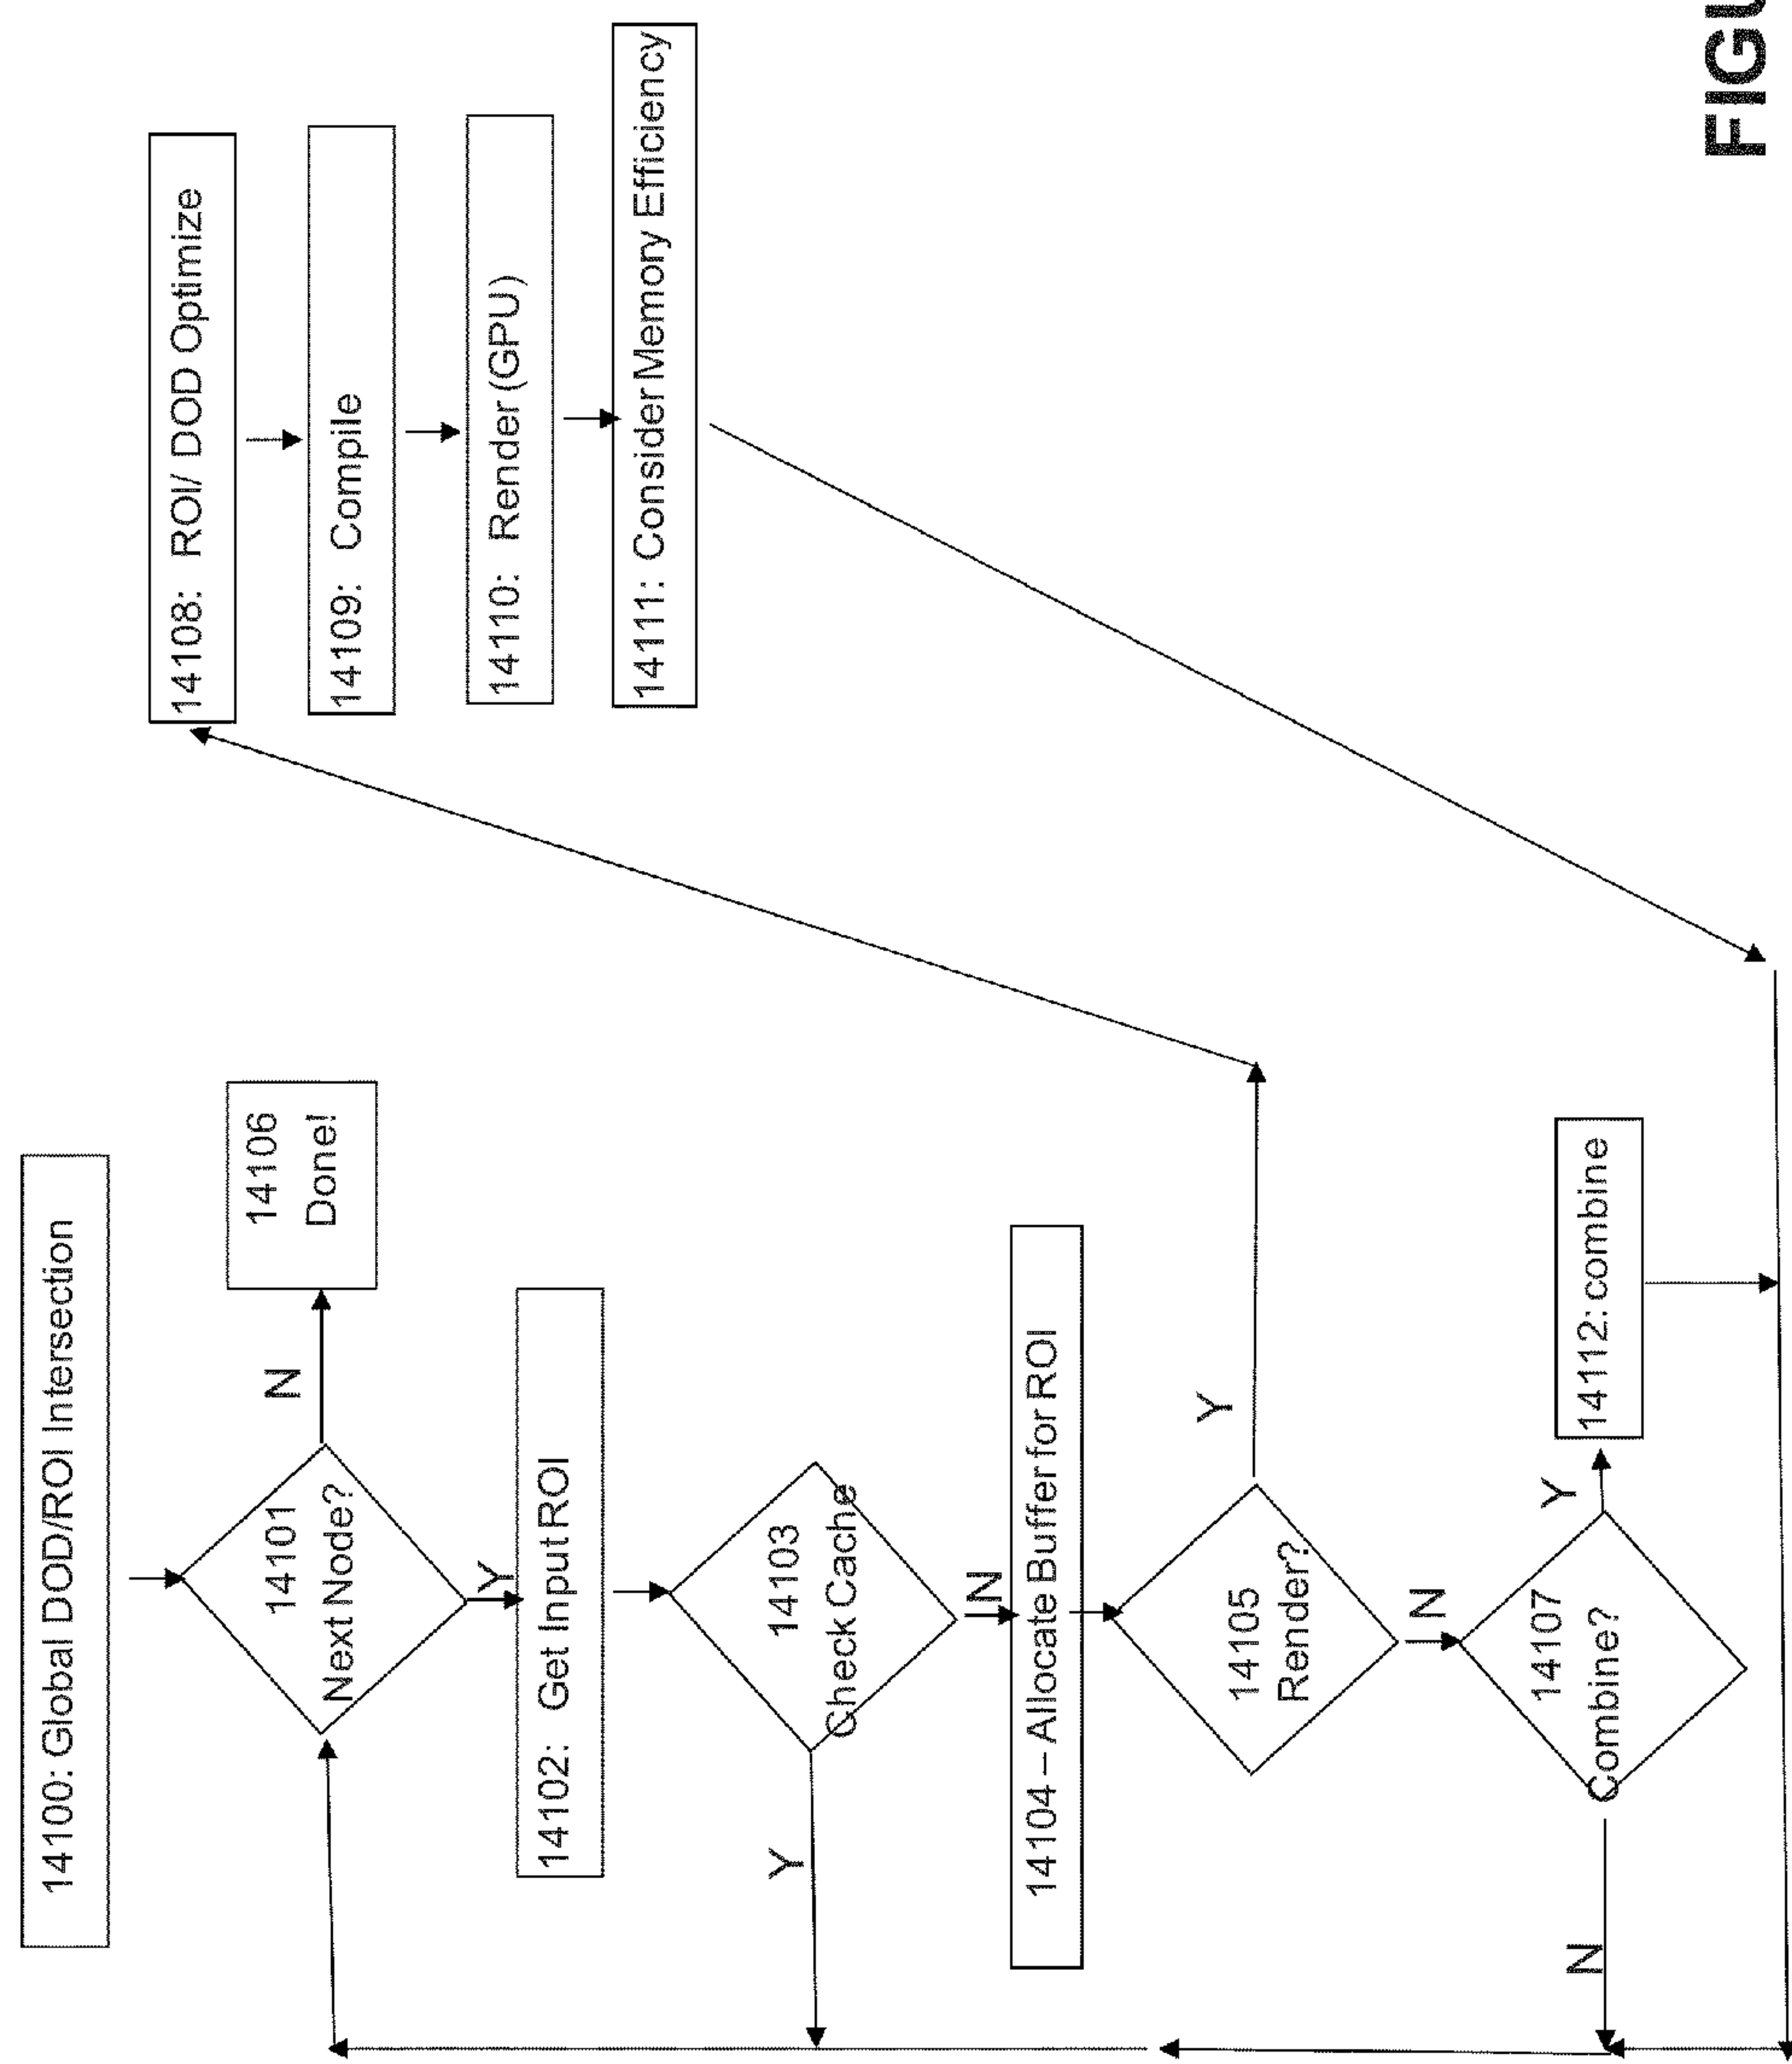 14100: Global DOD/ROI Intersection
14101
Next Node?
N
14106
Done!
Y
14102: Get Input ROI
14103
Check Cache
Y
N
14104 – Allocate Buffer for ROI
14105
Render?
Y
N
14107
Combine?
Y
N
14112: combine
14108: ROI/ DOD Optimize
14109: Compile
14110: Render (GPU)
14111: Consider Memory Efficiency